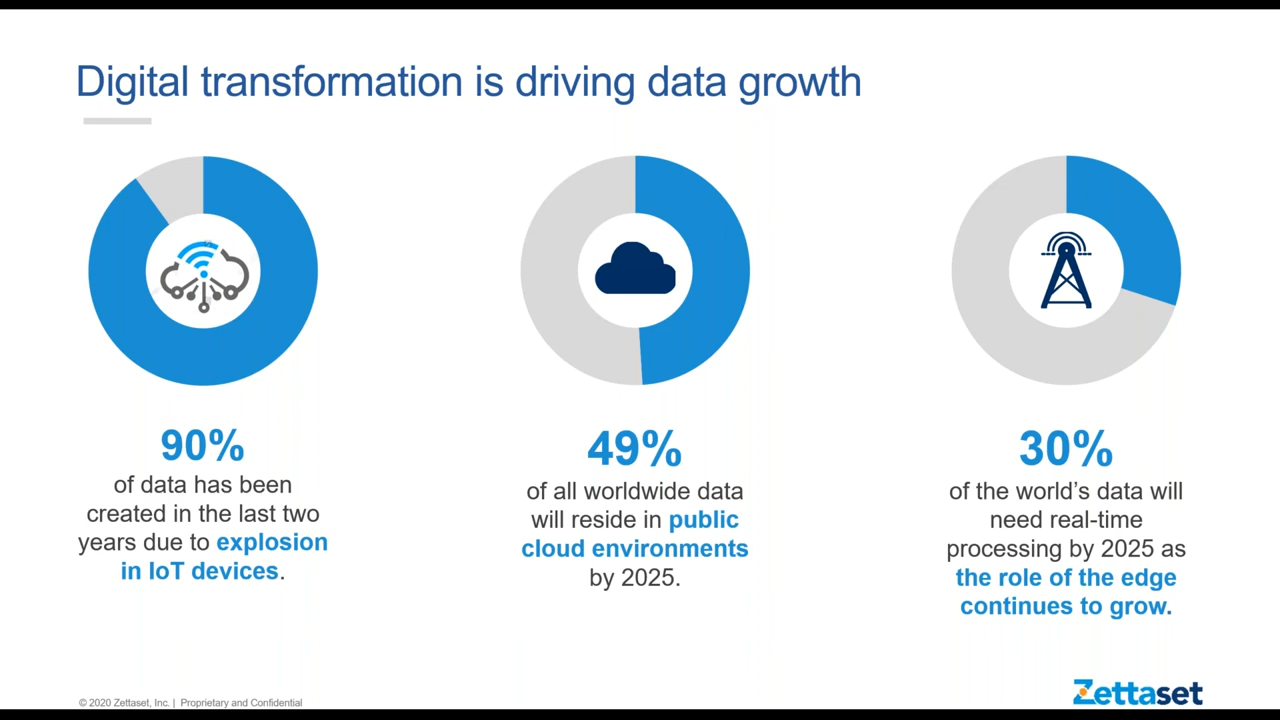 Digital transformation is driving data growth
90%
of data has been
created in the last two
years due to explosion
in IoT devices.
49%
of all worldwide data
will reside in public
cloud environments
by 2025.
30%
of the world’s data will
need real-time
processing by 2025 as
the role of the edge
continues to grow.
© 2020 Zettaset, Inc. | Proprietary and Confidential
Zettaset